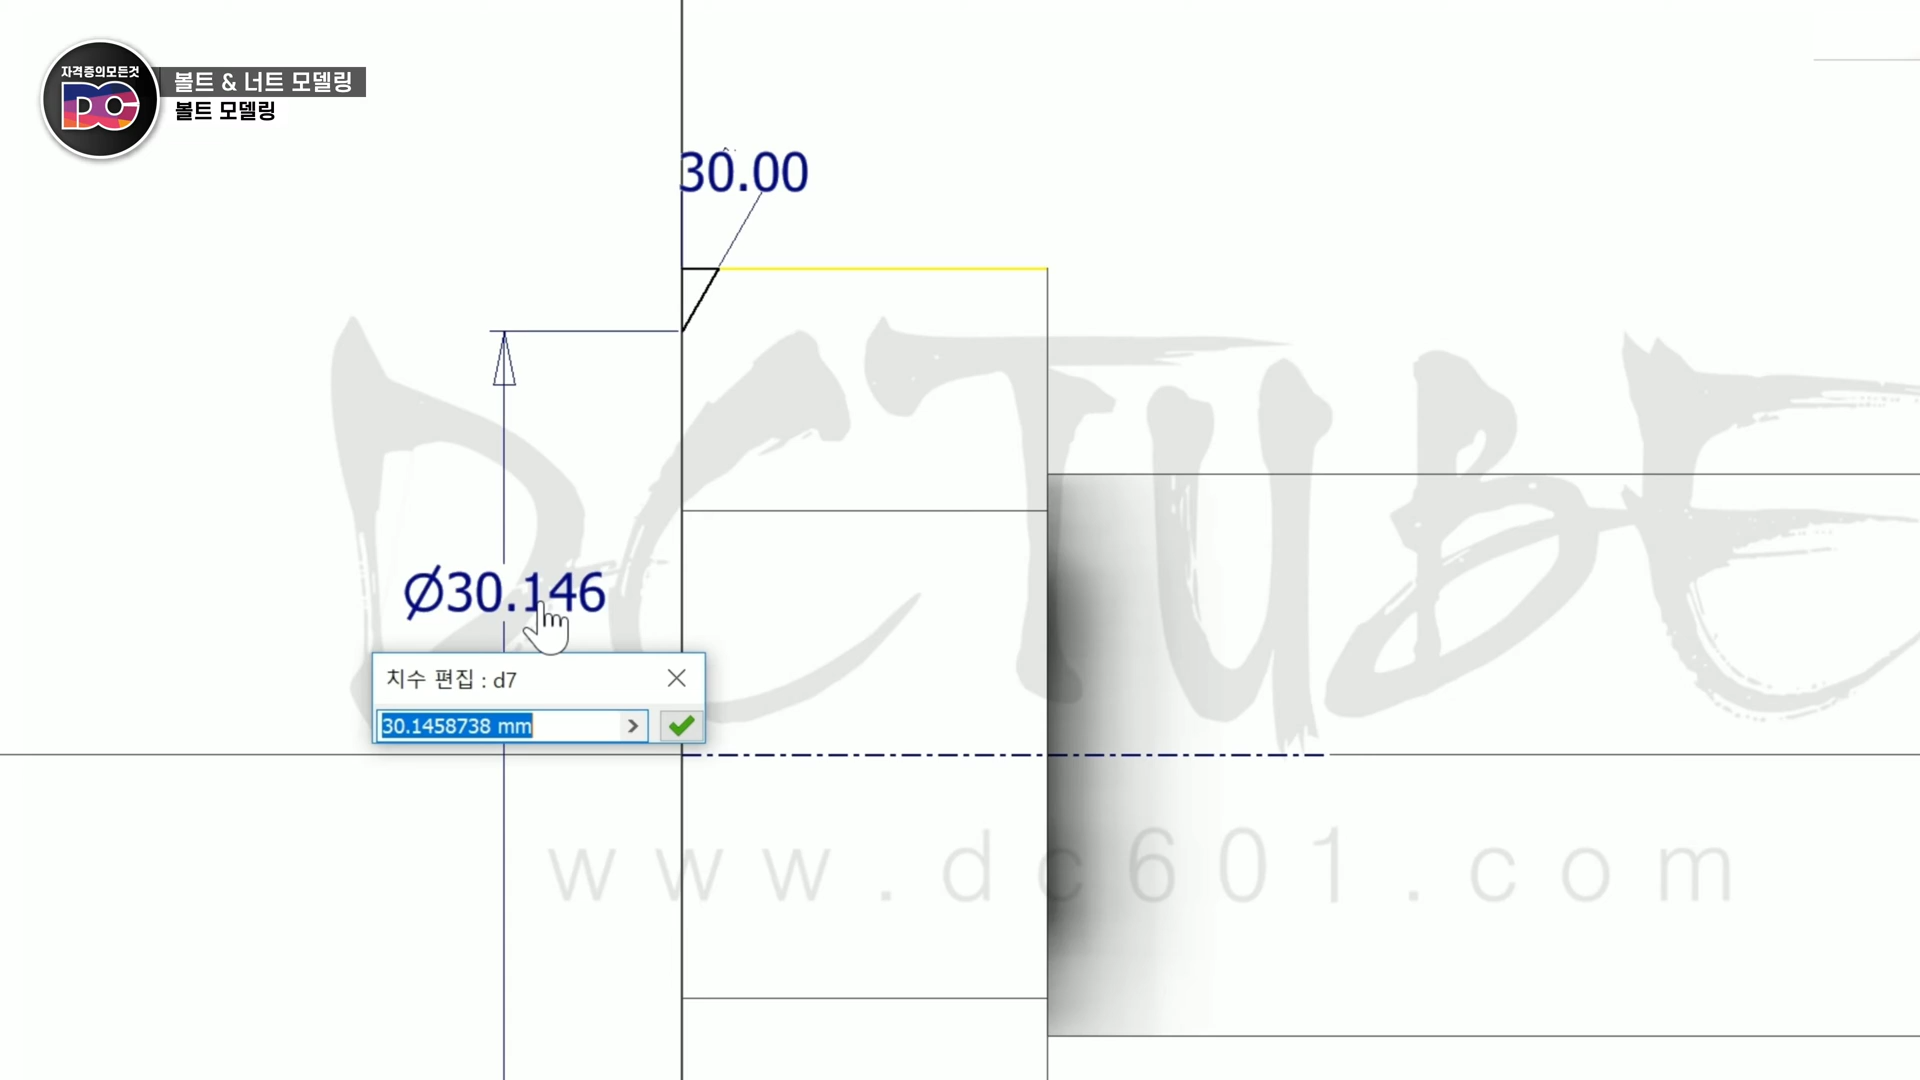 자격증의모든것
DC
볼트 & 너트 모델링
볼트 모델링
30.00
Ø30.146
치수 편집 : d7
30.1458738 mm
DCTUBE
www.dc601.com